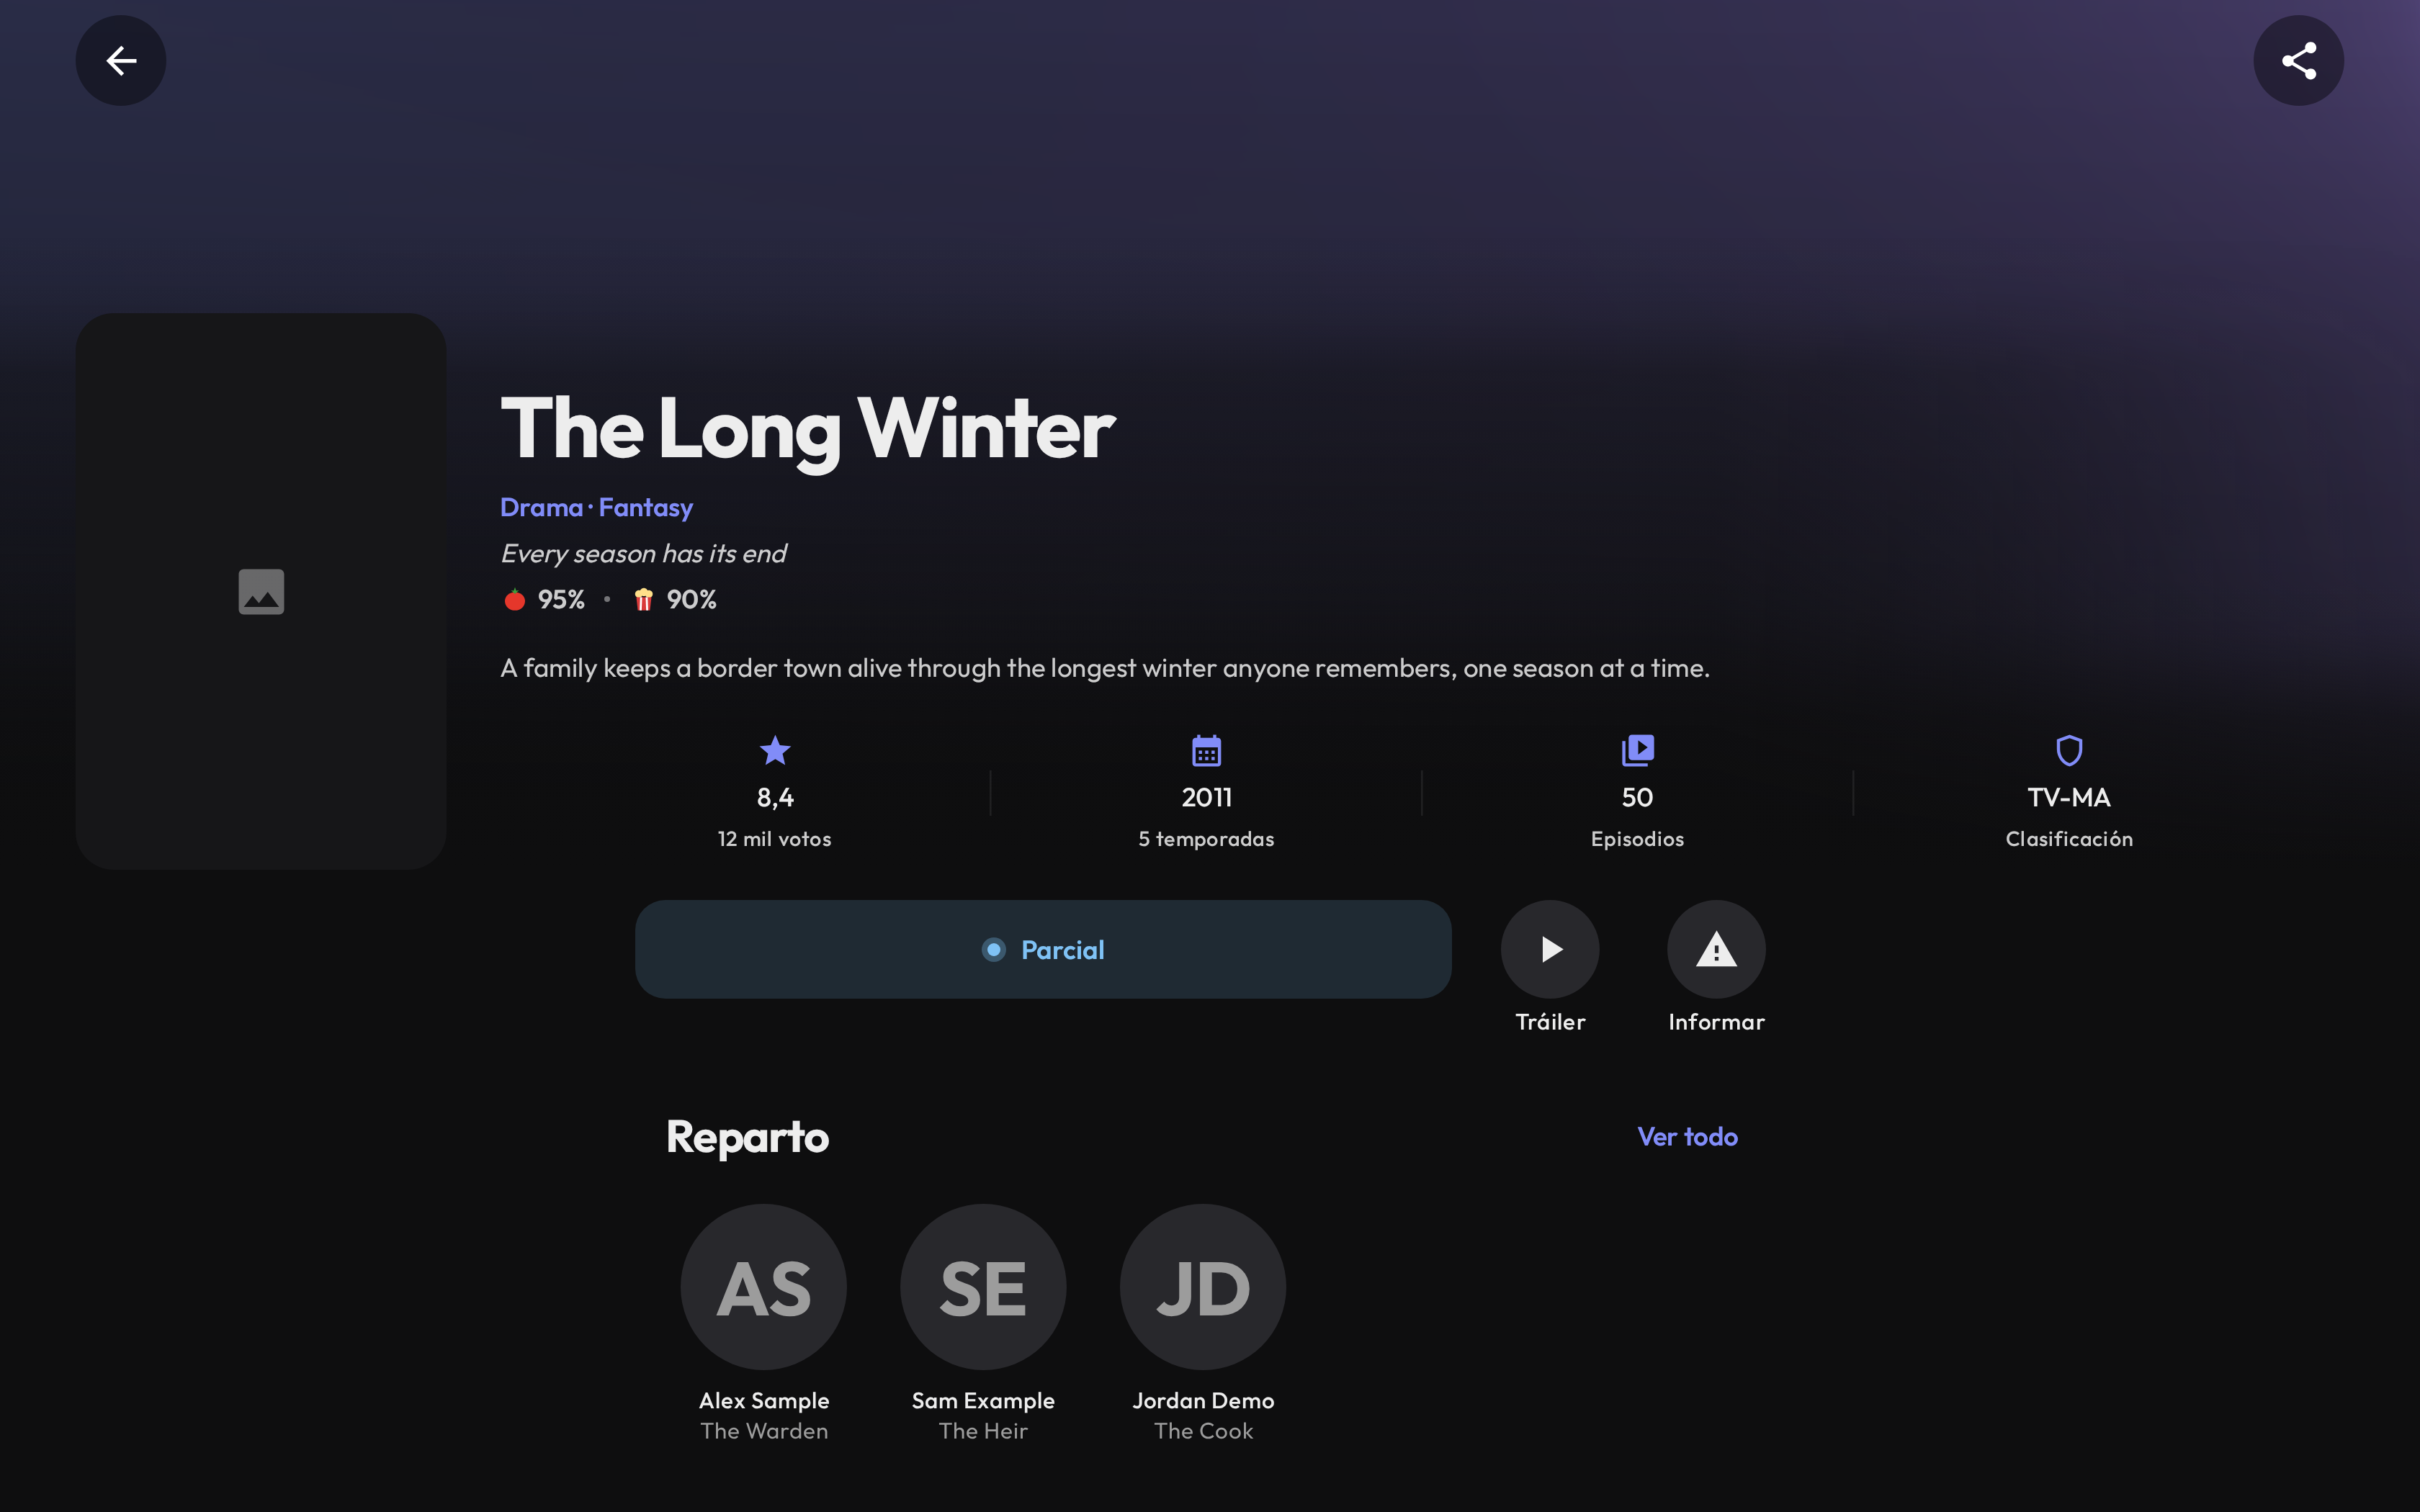 The Long Winter
Drama · Fantasy
Every season has its end
95% • 90%
A family keeps a border town alive through the longest winter anyone remembers, one season at a time.
8,4
12 mil votos
2011
5 temporadas
50
Episodios
TV-MA
Clasificación
Parcial
Tráiler
Informar
Reparto
Ver todo
AS
Alex Sample
The Warden
SE
Sam Example
The Heir
JD
Jordan Demo
The Cook